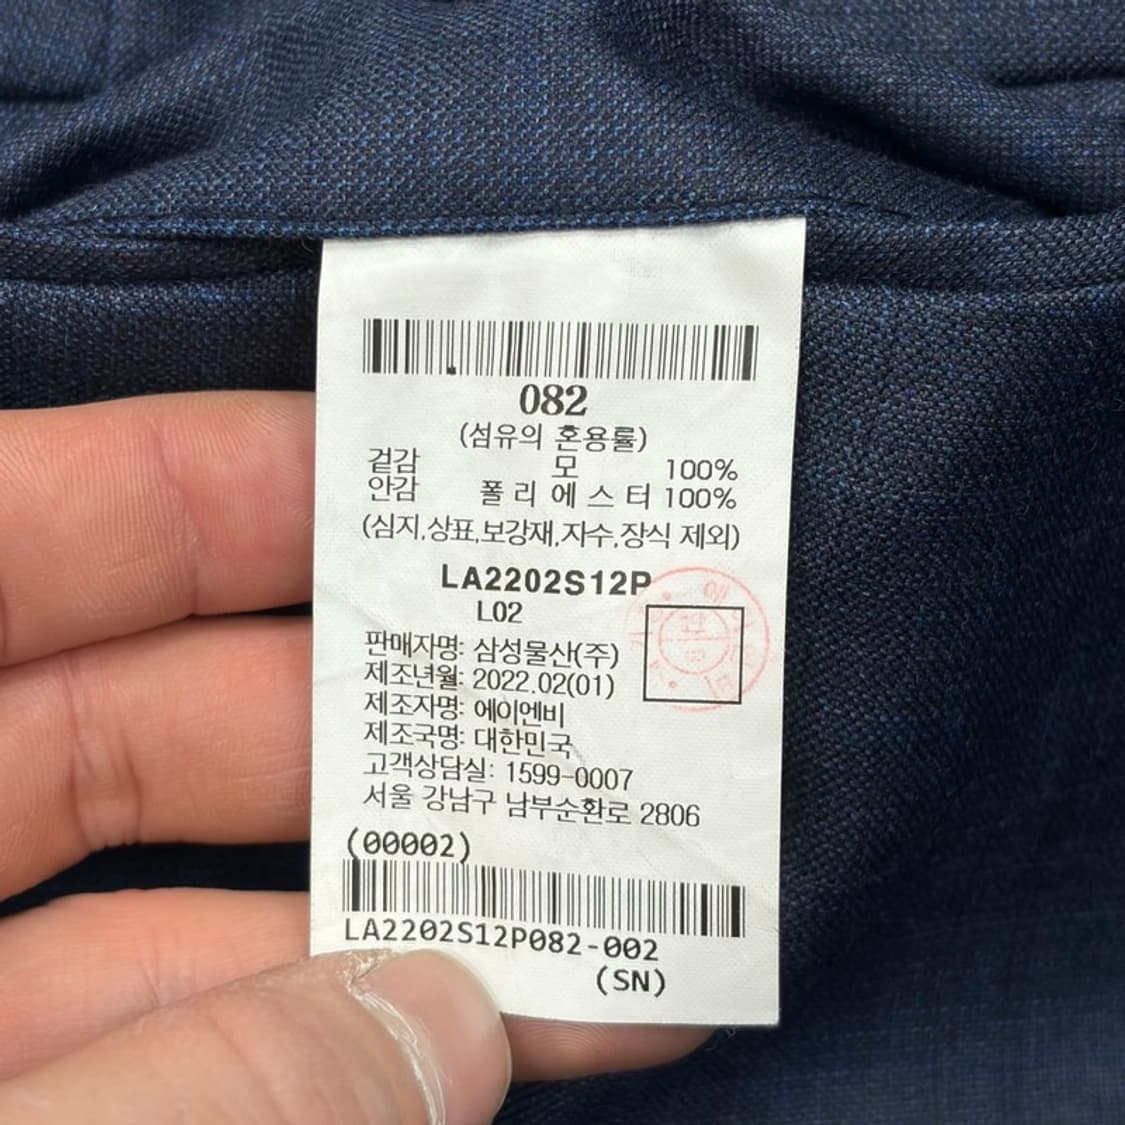 082
(섬유의 혼용률)
겉감 모 100%
안감 폴리에스터 100%
(심지,상표,보강재,자수,장식 제외)
LA2202S12P
L02
판매자명: 삼성물산(주)
제조년월: 2022.02(01)
제조자명: 에이엔비
제조국명: 대한민국
고객상담실: 1599-0007
서울 강남구 남부순환로 2806
(00002)
LA2202S12P082-002
(SN)